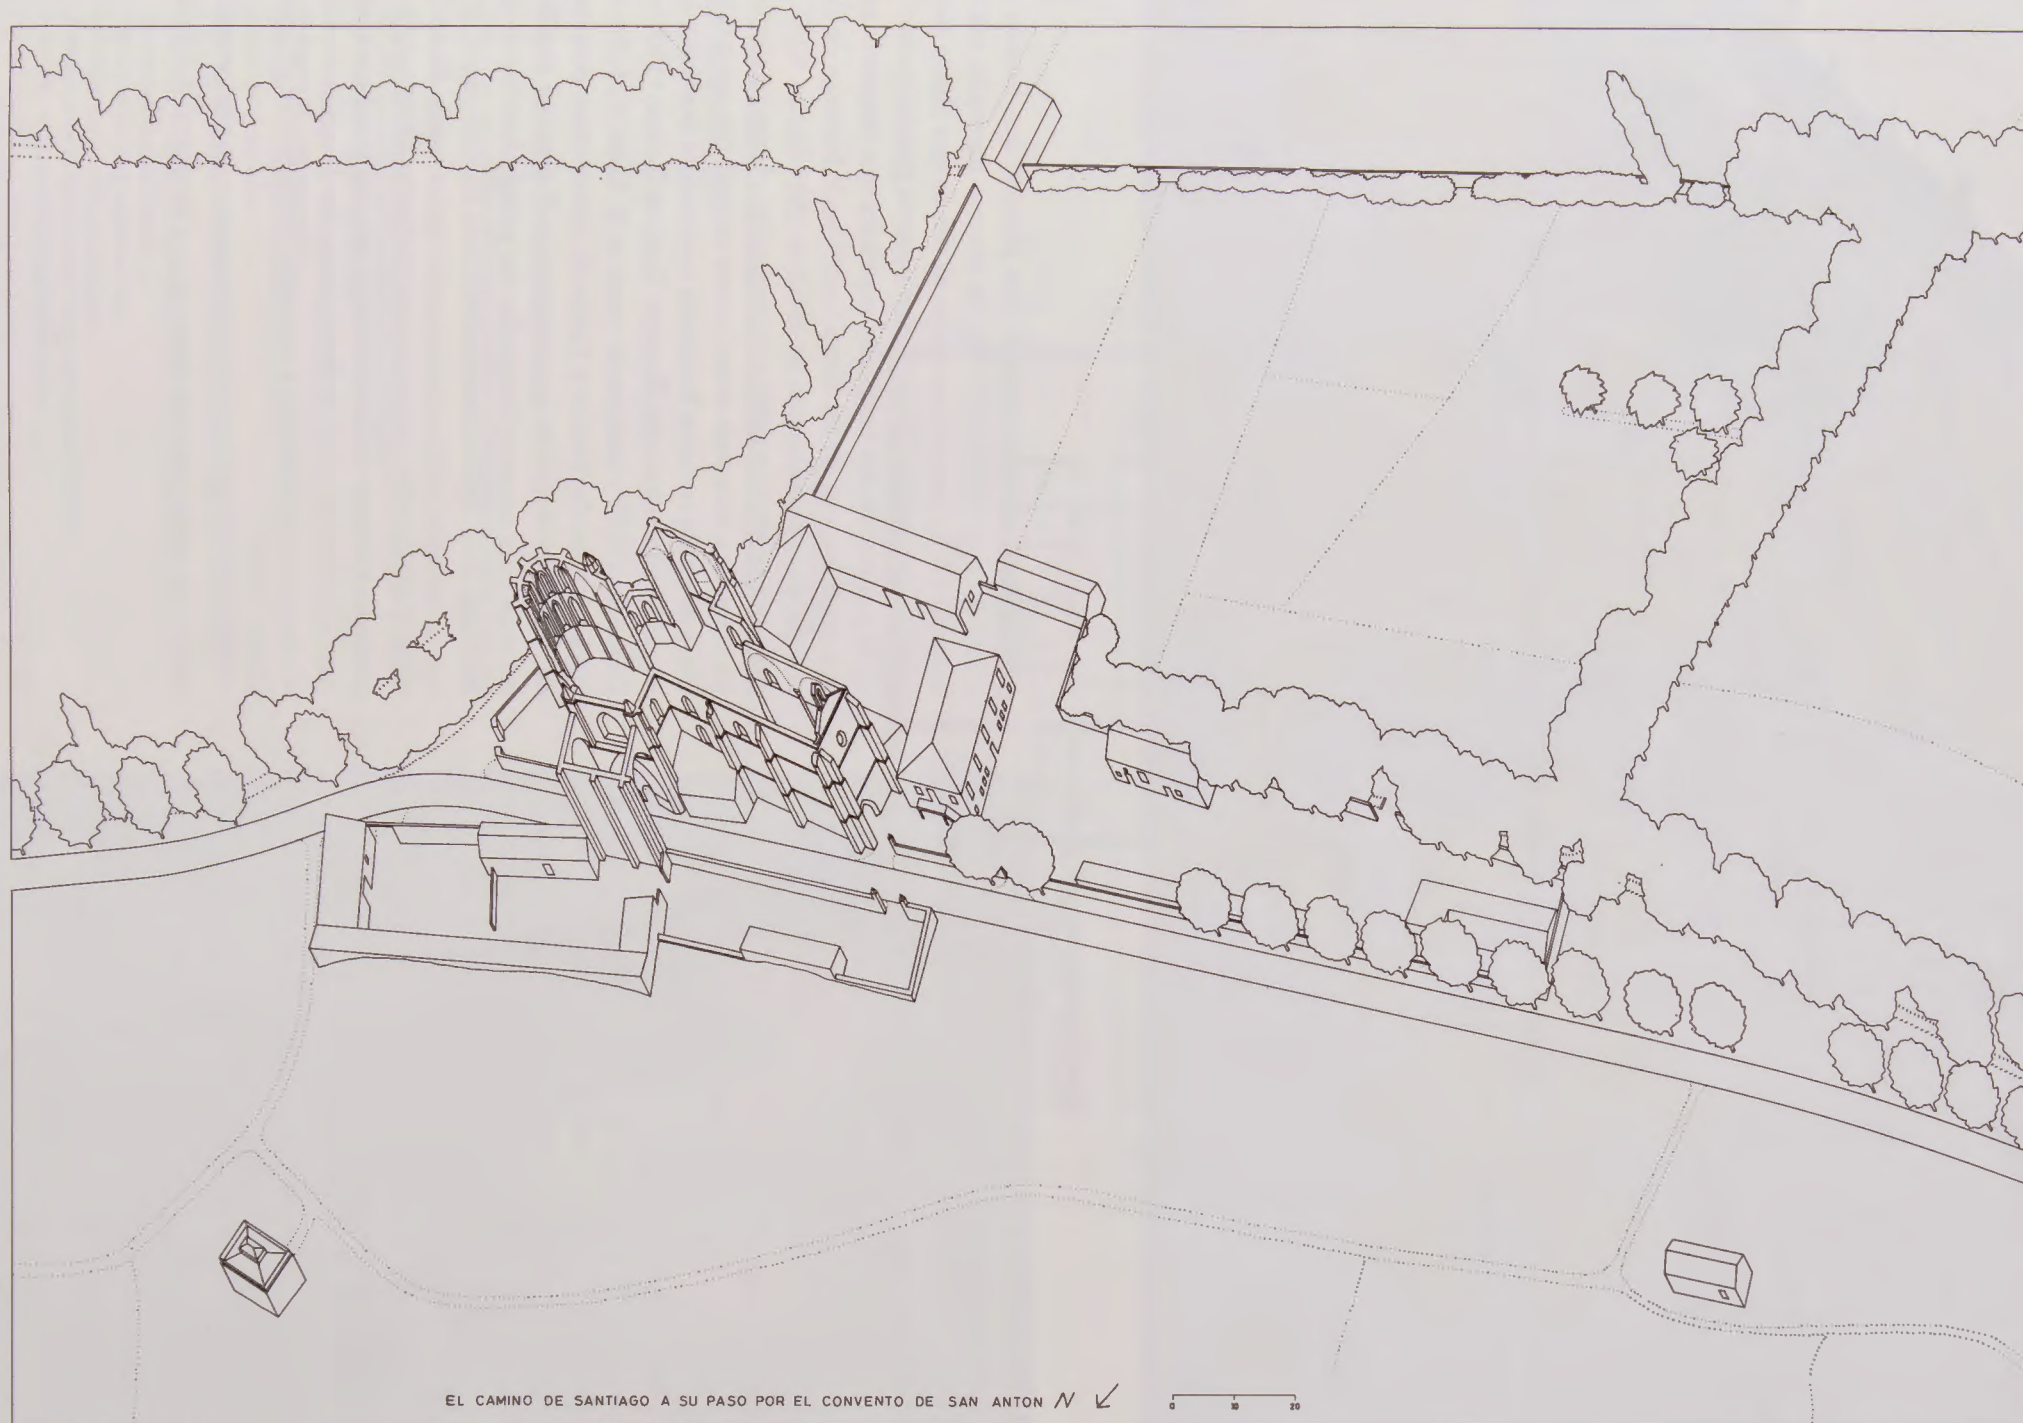 EL CAMINO DE SANTIAGO A SU PASO POR EL CONVENTO DE SAN ANTON N
0 10 20